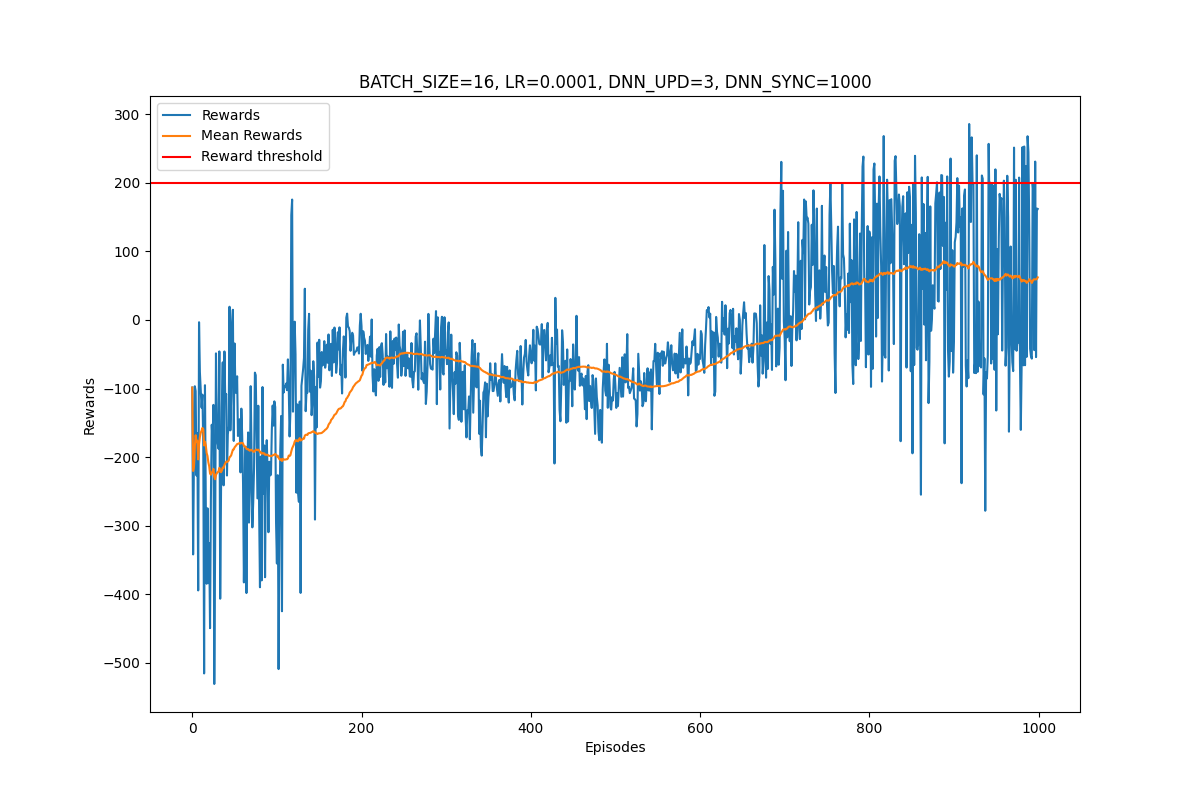 BATCH_SIZE=16, LR=0.0001, DNN_UPD=3, DNN_SYNC=1000
Rewards
Mean Rewards
Reward threshold
300
200
100
0
−100
−200
−300
−400
−500
Rewards
0 200 400 600 800 1000
Episodes